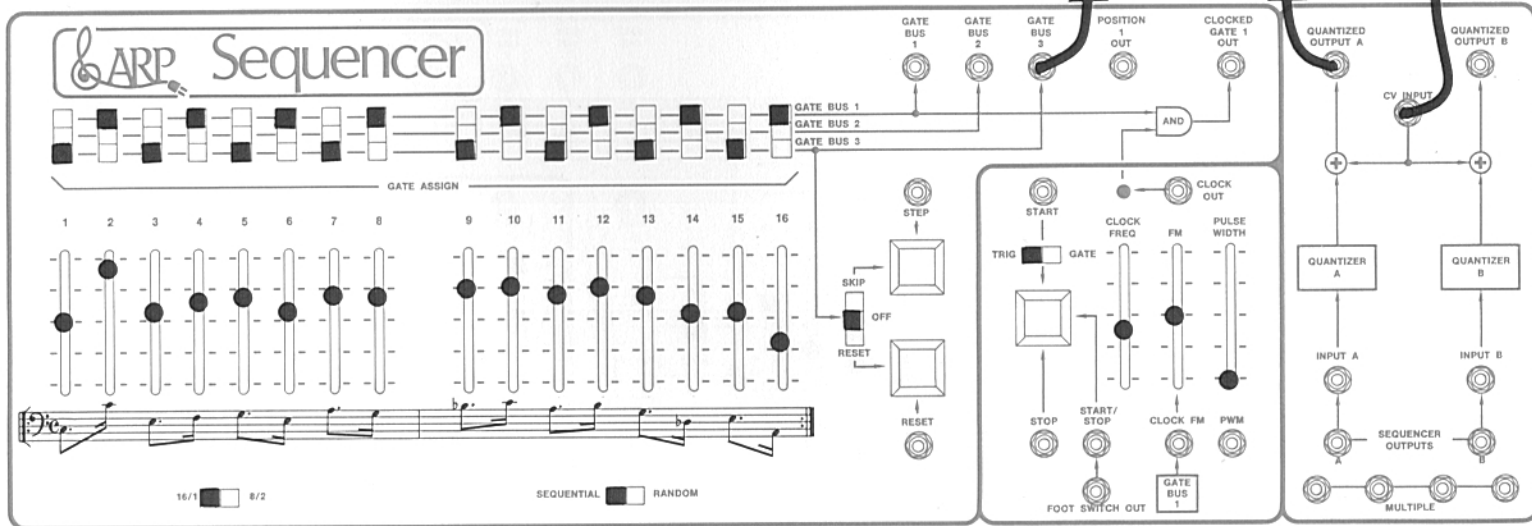 ARP Sequencer
GATE BUS 1
GATE BUS 2
GATE BUS 3
POSITION 1 OUT
CLOCKED GATE 1 OUT
QUANTIZED OUTPUT A
QUANTIZED OUTPUT B
CV INPUT
GATE BUS 1
GATE BUS 2
GATE BUS 3
AND
GATE ASSIGN
1 2 3 4 5 6 7 8 9 10 11 12 13 14 15 16
STEP
SKIP
OFF
RESET
RESET
START
TRIG GATE
CLOCK OUT
CLOCK FREQ
FM
PULSE WIDTH
STOP
START/STOP
CLOCK FM
PWM
FOOT SWITCH OUT
GATE BUS 1
QUANTIZER A
QUANTIZER B
INPUT A
INPUT B
SEQUENCER OUTPUTS
A B
MULTIPLE
16/1 8/2
SEQUENTIAL RANDOM